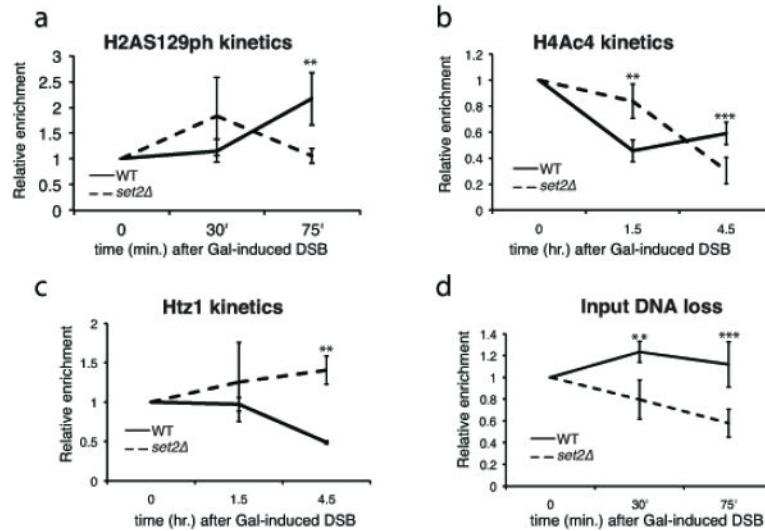 a
H2AS129ph kinetics
Relative enrichment
3
2.5
2
1.5
1
0.5
0
**
WT
set2Δ
0 30' 75'
time (min.) after Gal-induced DSB
b
H4Ac4 kinetics
Relative enrichment
1.2
1
0.8
0.6
0.4
0.2
0
**
***
WT
set2Δ
0 1.5 4.5
time (hr.) after Gal-induced DSB
c
Htz1 kinetics
Relative enrichment
2
1.5
1
0.5
0
**
WT
set2Δ
0 1.5 4.5
time (hr.) after Gal-induced DSB
d
Input DNA loss
Relative enrichment
1.4
1.2
1
0.8
0.6
0.4
0.2
0
**
***
WT
set2Δ
0 30' 75'
time (min.) after Gal-induced DSB